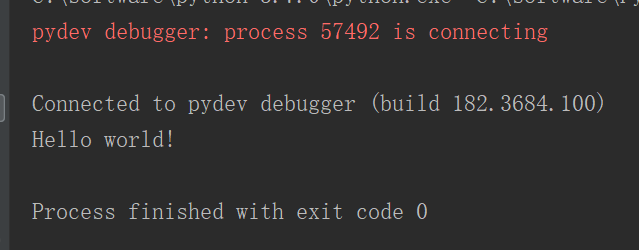 pydev debugger: process 57492 is connecting
Connected to pydev debugger (build 182.3684.100)
Hello world!
Process finished with exit code 0